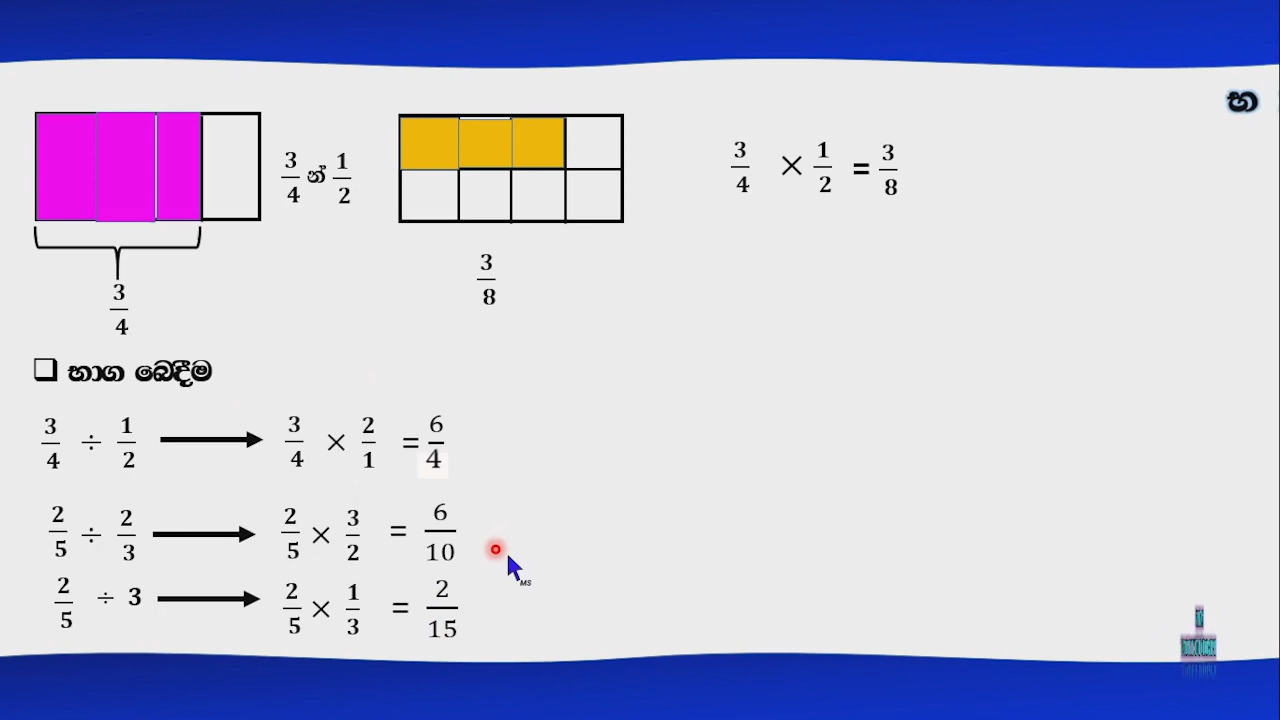 භ
3/4 න් 1/2
3/4 × 1/2 = 3/8
3/8
3/4
❑ භාග බෙදීම
3/4 ÷ 1/2 → 3/4 × 2/1 = 6/4
2/5 ÷ 2/3 → 2/5 × 3/2 = 6/10
2/5 ÷ 3 → 2/5 × 1/3 = 2/15
MS